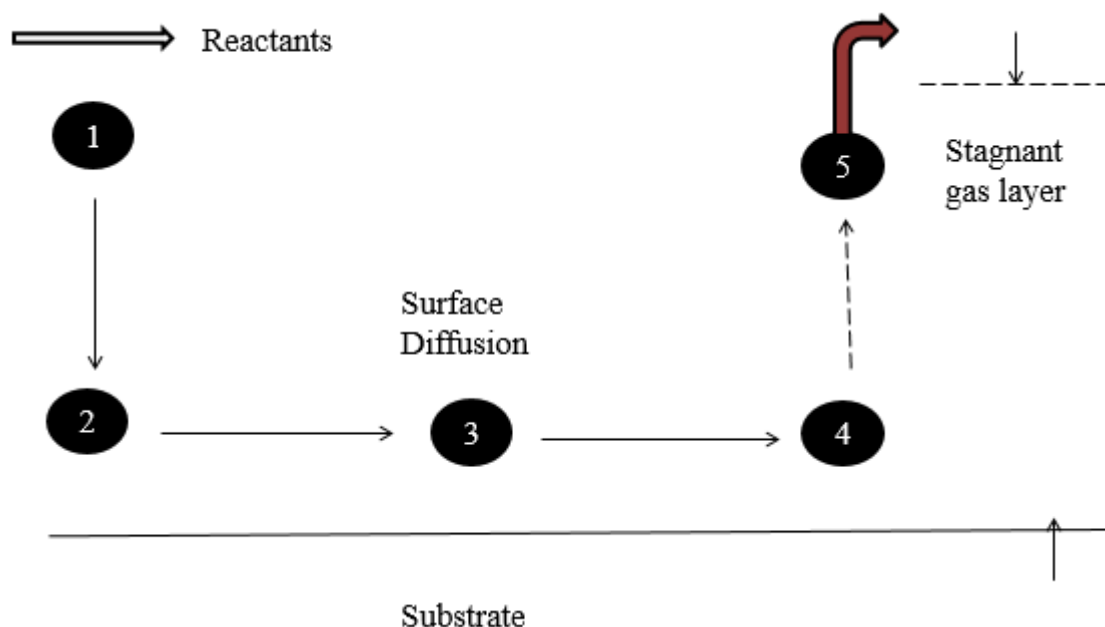 Reactants
1
5
Stagnant
gas layer
Surface
Diffusion
2
3
4
Substrate